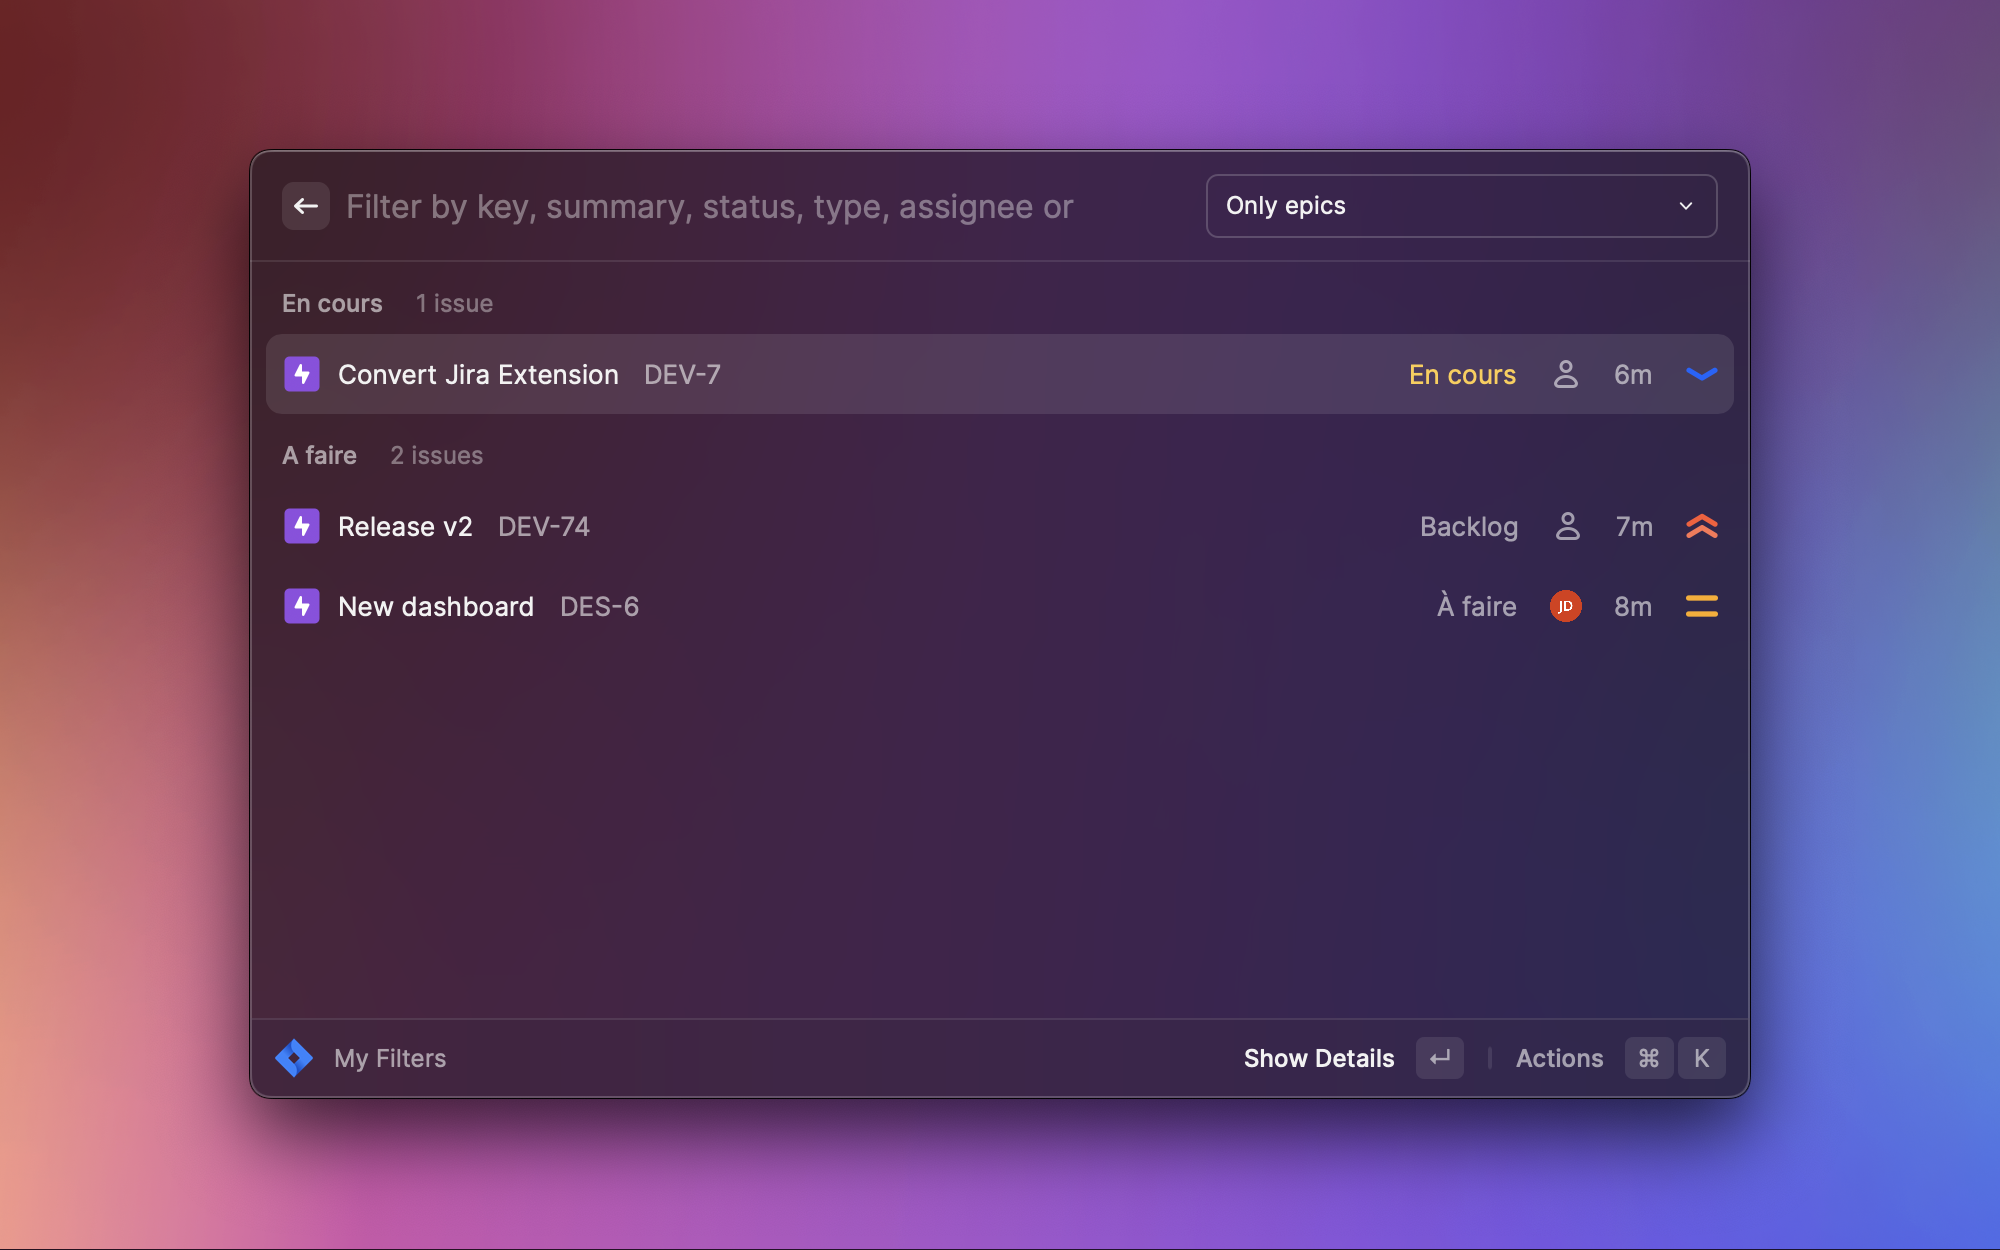 Filter by key, summary, status, type, assignee or
Only epics
En cours 1 issue
Convert Jira Extension DEV-7 En cours 6m
A faire 2 issues
Release v2 DEV-74 Backlog 7m
New dashboard DES-6 À faire JD 8m
My Filters Show Details Actions ⌘ K